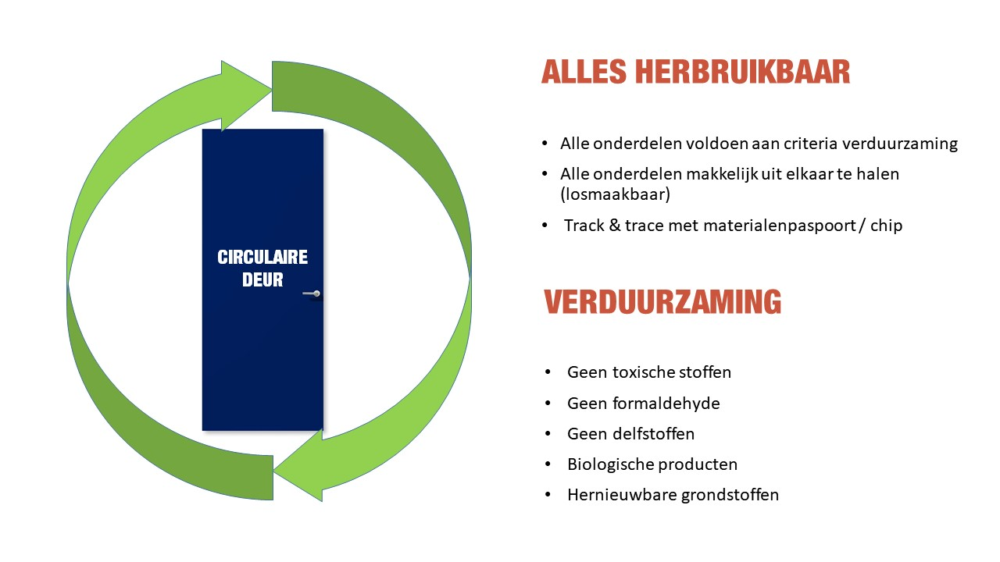 CIRCULAIRE
DEUR
ALLES HERBRUIKBAAR
• Alle onderdelen voldoen aan criteria verduurzaming
• Alle onderdelen makkelijk uit elkaar te halen
(losmaakbaar)
• Track & trace met materialenpaspoort / chip
VERDUURZAMING
• Geen toxische stoffen
• Geen formaldehyde
• Geen delfstoffen
• Biologische producten
• Hernieuwbare grondstoffen